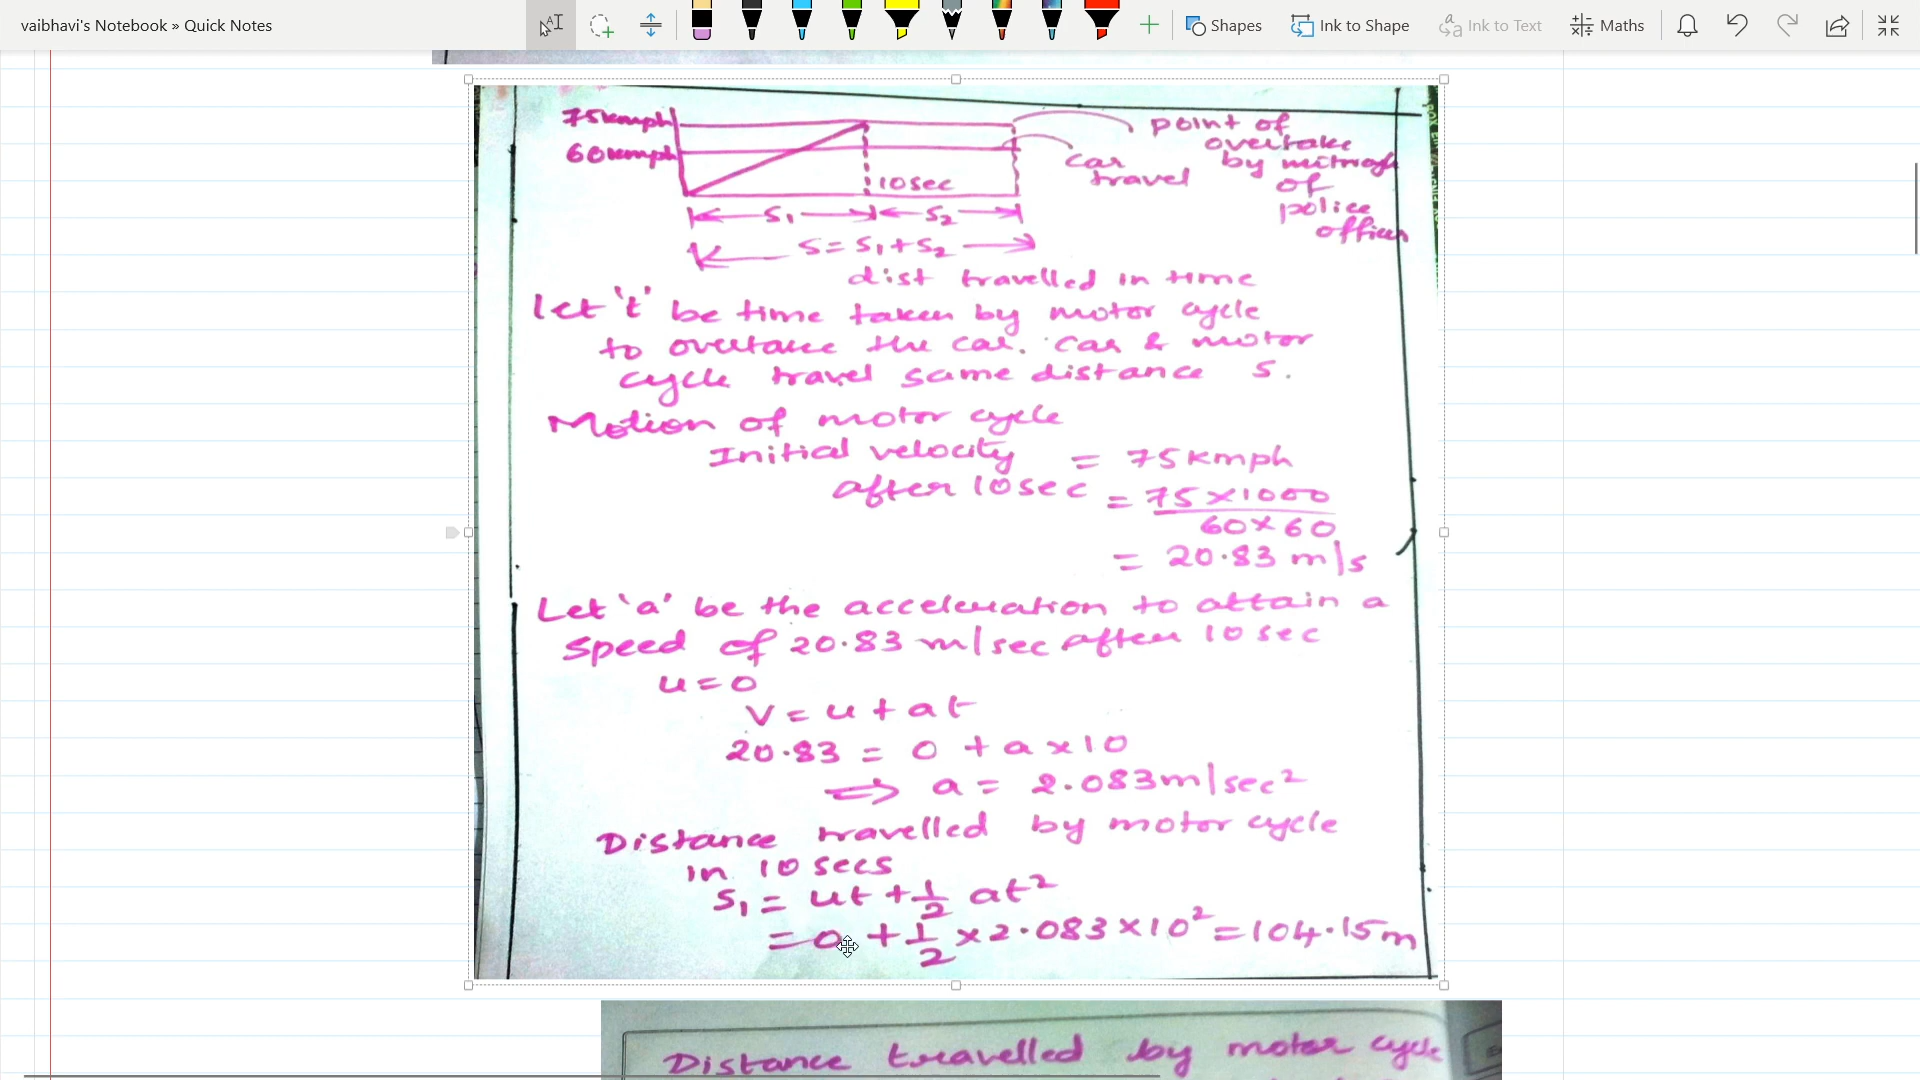 vaibhavi's Notebook » Quick Notes
Shapes
Ink to Shape
Ink to Text
Maths
75kmph
60kmph
10sec
point of
overtake
by
of
police
officer
car
travel
S₁
S₂
S = S₁+S₂
dist travelled in time
Let 't' be time taken by motor cycle
to overtake the car. Car & motor
cycle travel same distance S.
Motion of motor cycle
Initial velocity = 75 kmph
after 10sec = 75×1000
60×60
= 20.83 m/s
Let 'a' be the acceleration to attain a
speed of 20.83 m/sec after 10 sec
u=0
V = u + at
20.83 = 0 + a×10
⟹ a = 2.083m/sec²
Distance travelled by motor cycle
in 10 secs
S₁ = ut + 1/2 at²
= 0 + 1/2 × 2.083 × 10² = 104.15m
Distance travelled by motor cycle